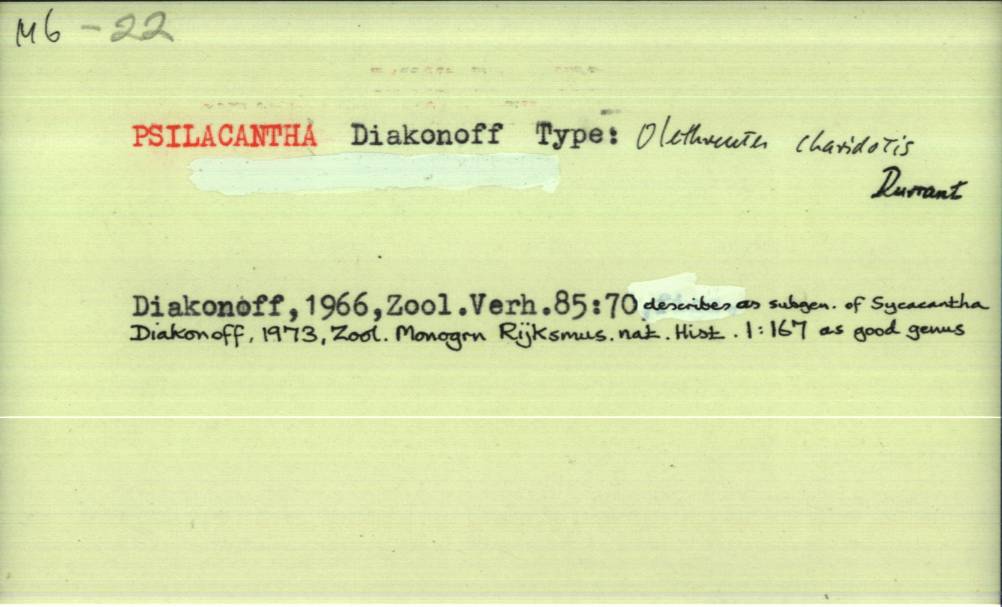 M6 - 22
PSILACANTHA Diakonoff Type: Olethreutes charidotis
Durrant
Diakonoff,1966,Zool.Verh.85:70 describes as subgen. of Sycacantha
Diakonoff, 1973, Zool. Monogrn Rijksmus. nat. Hist. 1:167 as good genus